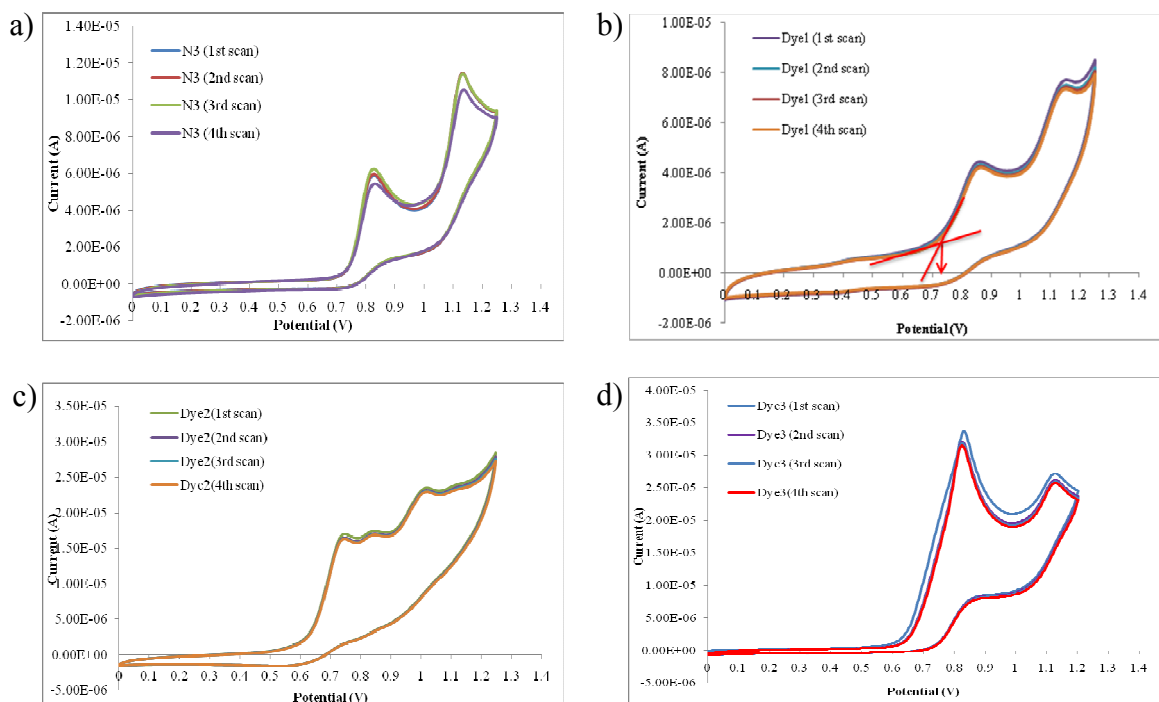 a)
1.40E-05
1.20E-05
1.00E-05
8.00E-06
6.00E-06
4.00E-06
2.00E-06
0.00E+00
-2.00E-06
Current (A)
N3 (1st scan)
N3 (2nd scan)
N3 (3rd scan)
N3 (4th scan)
0 0.1 0.2 0.3 0.4 0.5 0.6 0.7 0.8 0.9 1 1.1 1.2 1.3 1.4
Potential (V)
b)
1.00E-05
8.00E-06
6.00E-06
4.00E-06
2.00E-06
0.00E+00
-2.00E-06
Current (A)
Dye1 (1st scan)
Dye1 (2nd scan)
Dye1 (3rd scan)
Dye1 (4th scan)
0 0.1 0.2 0.3 0.4 0.5 0.6 0.7 0.8 0.9 1 1.1 1.2 1.3 1.4
Potential (V)
c)
3.50E-05
3.00E-05
2.50E-05
2.00E-05
1.50E-05
1.00E-05
5.00E-06
0.00E+00
-5.00E-06
Current (A)
Dye2 (1st scan)
Dye2 (2nd scan)
Dye2 (3rd scan)
Dye2 (4th scan)
0 0.1 0.2 0.3 0.4 0.5 0.6 0.7 0.8 0.9 1 1.1 1.2 1.3 1.4
Potential (V)
d)
4.00E-05
3.50E-05
3.00E-05
2.50E-05
2.00E-05
1.50E-05
1.00E-05
5.00E-06
0.00E+00
-5.00E-06
Current (A)
Dye3 (1st scan)
Dye3 (2nd scan)
Dye3 (3rd scan)
Dye3 (4th scan)
0 0.1 0.2 0.3 0.4 0.5 0.6 0.7 0.8 0.9 1 1.1 1.2 1.3 1.4
Potential (V)